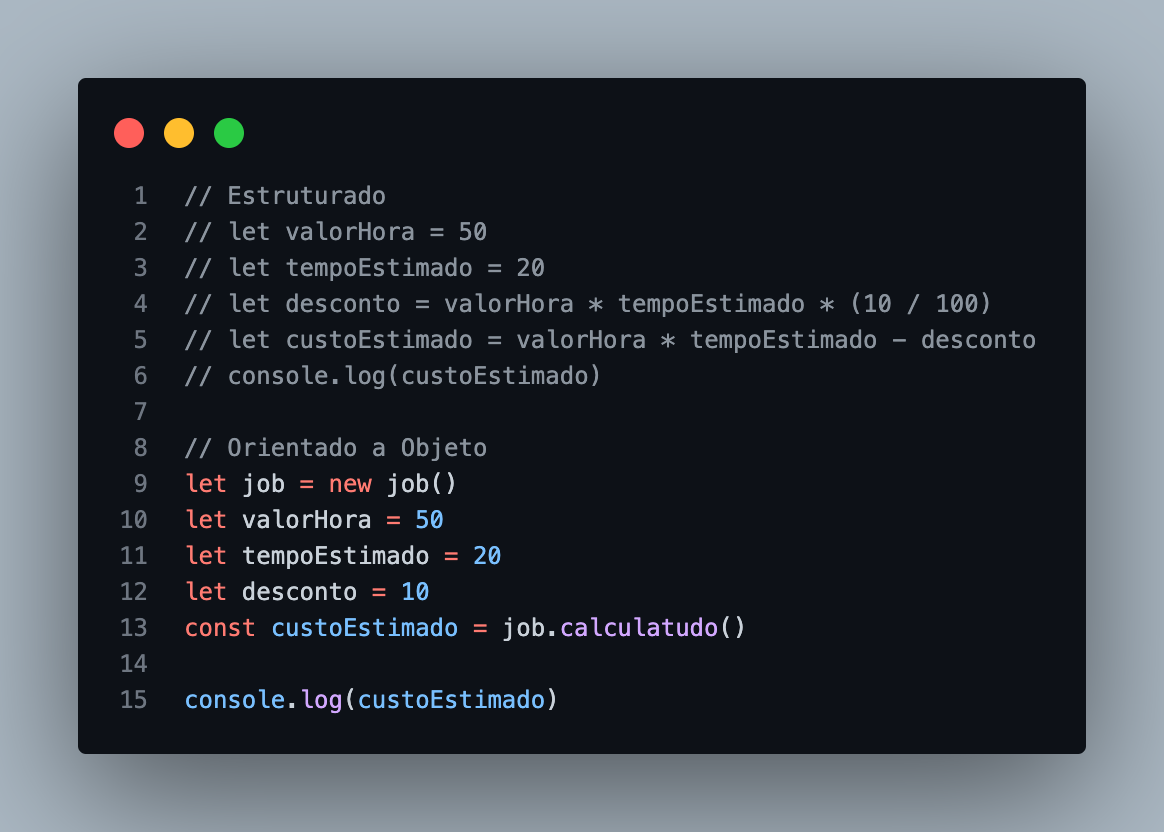 1 // Estruturado
2 // let valorHora = 50
3 // let tempoEstimado = 20
4 // let desconto = valorHora * tempoEstimado * (10 / 100)
5 // let custoEstimado = valorHora * tempoEstimado - desconto
6 // console.log(custoEstimado)
7
8 // Orientado a Objeto
9 let job = new job()
10 let valorHora = 50
11 let tempoEstimado = 20
12 let desconto = 10
13 const custoEstimado = job.calculatudo()
14
15 console.log(custoEstimado)